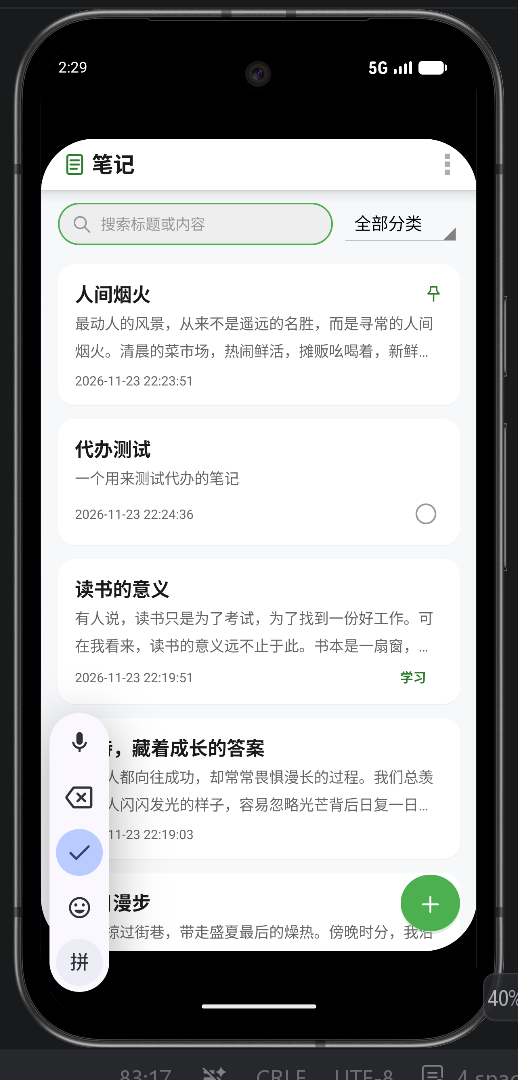 2:29
5G
笔记
搜索标题或内容
全部分类
人间烟火
最动人的风景，从来不是遥远的名胜，而是寻常的人间
烟火。清晨的菜市场，热闹鲜活，摊贩吆喝着，新鲜...
2026-11-23 22:23:51
代办测试
一个用来测试代办的笔记
2026-11-23 22:24:36
读书的意义
有人说，读书只是为了考试，为了找到一份好工作。可
在我看来，读书的意义远不止于此。书本是一扇窗，...
2026-11-23 22:19:51
学习
，藏着成长的答案
人都向往成功，却常常畏惧漫长的过程。我们总羡
人闪闪发光的样子，容易忽略光芒背后日复一日...
11-23 22:19:03
漫步
掠过街巷，带走盛夏最后的燥热。傍晚时分，我沿
拼
40%
83:17 CRLF UTF-8 4 spac